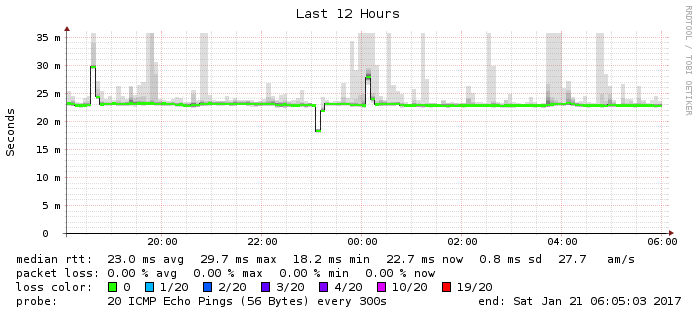 Last 12 Hours
RRDTOOL / TOBI OETIKER
Seconds
35 m
30 m
25 m
20 m
15 m
10 m
5 m
0
20:00 22:00 00:00 02:00 04:00 06:00
median rtt: 23.0 ms avg 29.7 ms max 18.2 ms min 22.7 ms now 0.8 ms sd 27.7 am/s
packet loss: 0.00 % avg 0.00 % max 0.00 % min 0.00 % now
loss color: 0 1/20 2/20 3/20 4/20 10/20 19/20
probe: 20 ICMP Echo Pings (56 Bytes) every 300s end: Sat Jan 21 06:05:03 2017